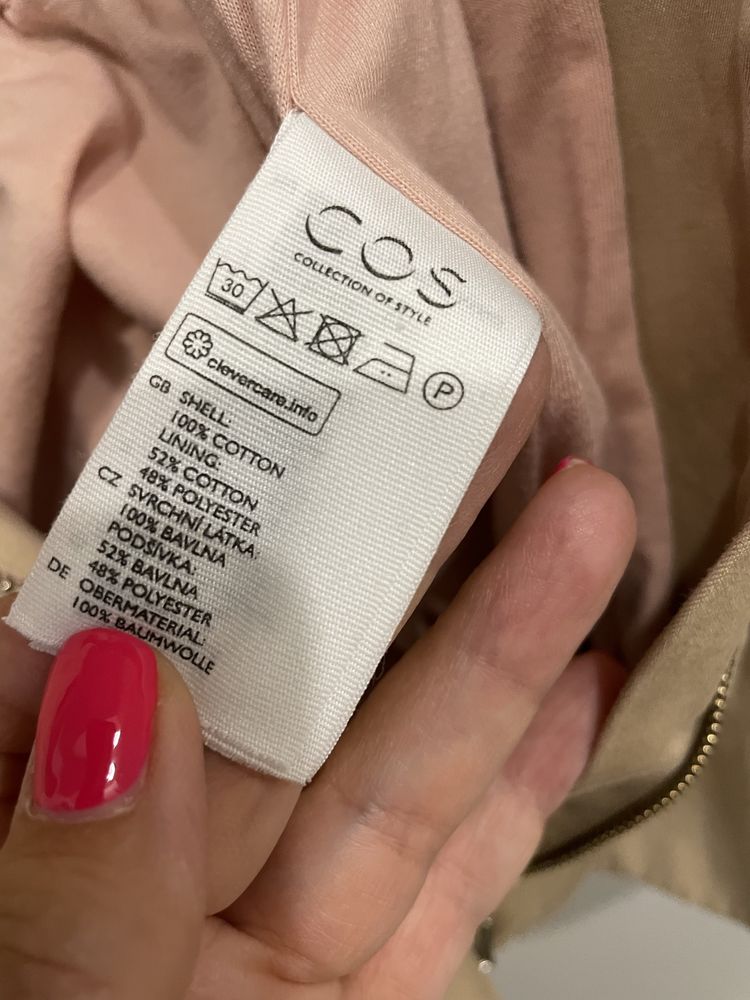 COS
COLLECTION OF STYLE
30
P
clevercare.info
GB SHELL:
100% COTTON
LINING:
52% COTTON
48% POLYESTER
CZ SVRCHNÍ LÁTKA:
100% BAVLNA
PODŠÍVKA:
52% BAVLNA
48% POLYESTER
DE OBERMATERIAL:
100% BAUMWOLLE